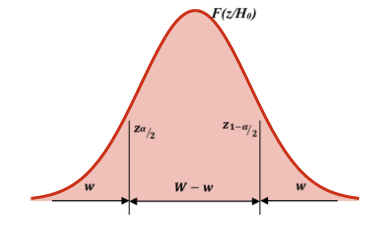 F(z/H₀)
zα/2
z1−α/2
w
W − w
w